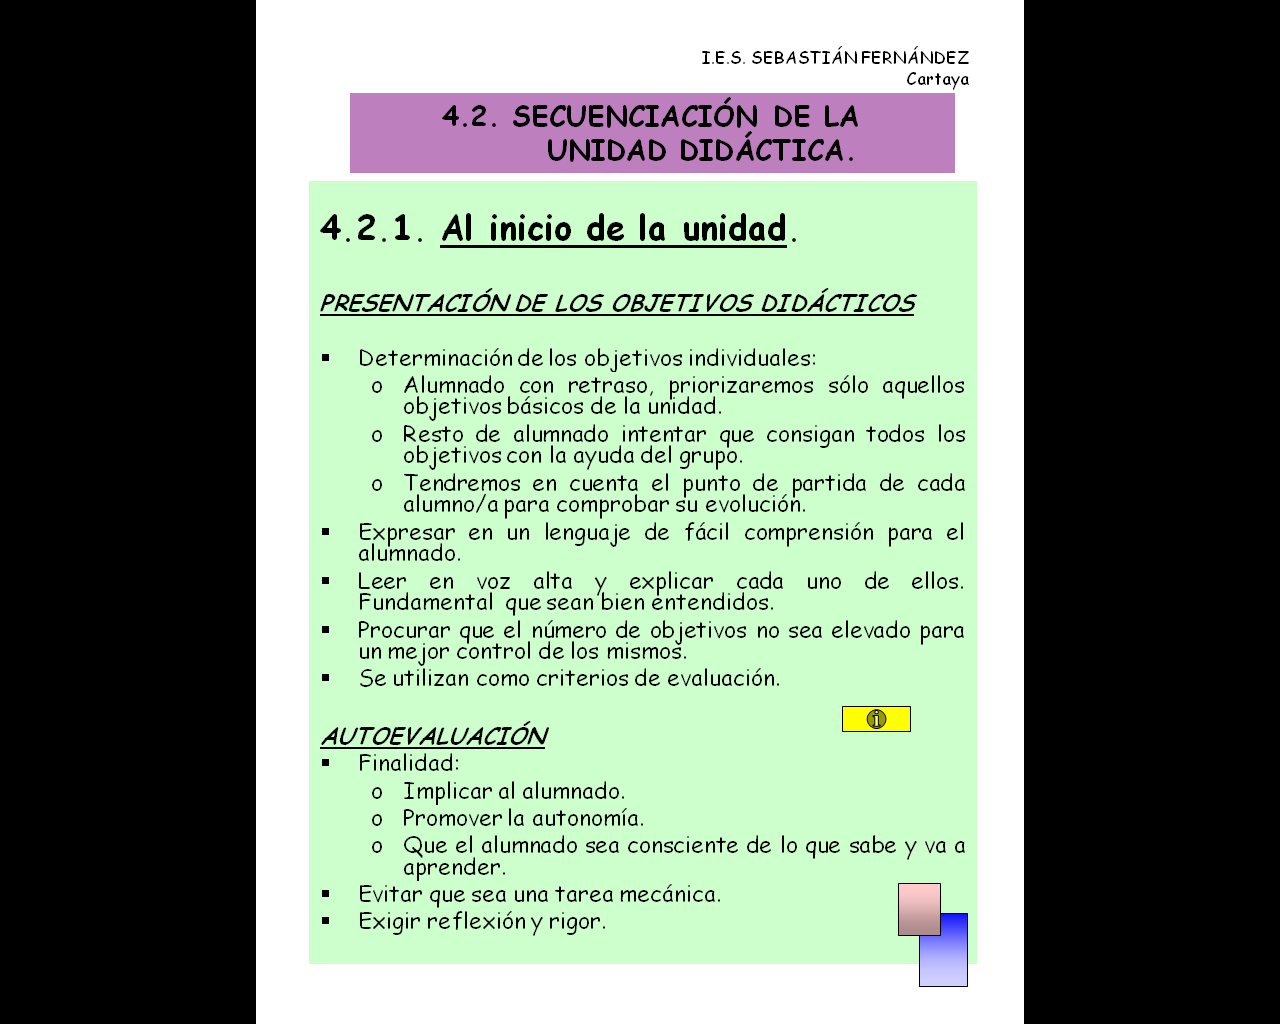 I.E.S. SEBASTIÁN FERNÁNDEZ
Cartaya
4.2. SECUENCIACIÓN DE LA
UNIDAD DIDÁCTICA.
4.2.1. Al inicio de la unidad.
PRESENTACIÓN DE LOS OBJETIVOS DIDÁCTICOS
▪ Determinación de los objetivos individuales:
o Alumnado con retraso, priorizaremos sólo aquellos
objetivos básicos de la unidad.
o Resto de alumnado intentar que consigan todos los
objetivos con la ayuda del grupo.
o Tendremos en cuenta el punto de partida de cada
alumno/a para comprobar su evolución.
▪ Expresar en un lenguaje de fácil comprensión para el
alumnado.
▪ Leer en voz alta y explicar cada uno de ellos.
Fundamental que sean bien entendidos.
▪ Procurar que el número de objetivos no sea elevado para
un mejor control de los mismos.
▪ Se utilizan como criterios de evaluación.
AUTOEVALUACIÓN
▪ Finalidad:
o Implicar al alumnado.
o Promover la autonomía.
o Que el alumnado sea consciente de lo que sabe y va a
aprender.
▪ Evitar que sea una tarea mecánica.
▪ Exigir reflexión y rigor.